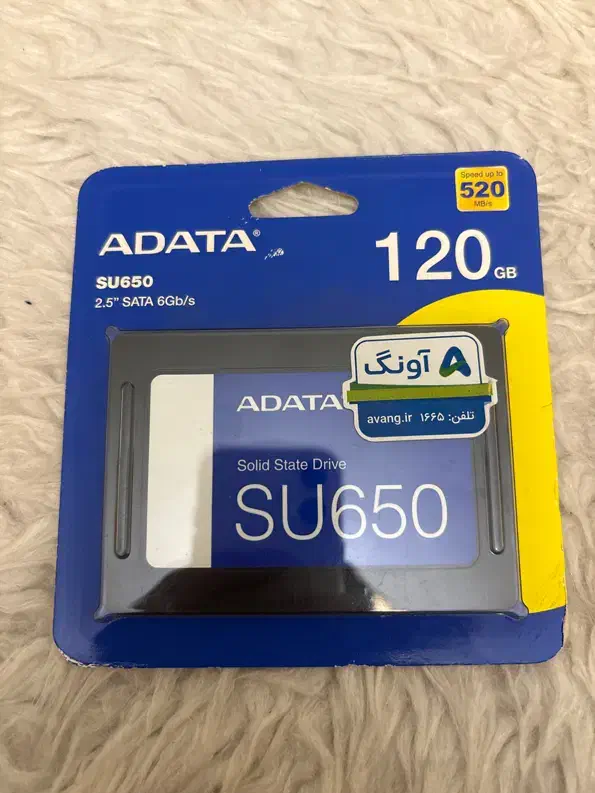 Speed up to
520
MB/s
ADATA®
120GB
SU650
2.5" SATA 6Gb/s
آونگ
تلفن: ۱۶۶۵ avang.ir
ADATA
Solid State Drive
SU650